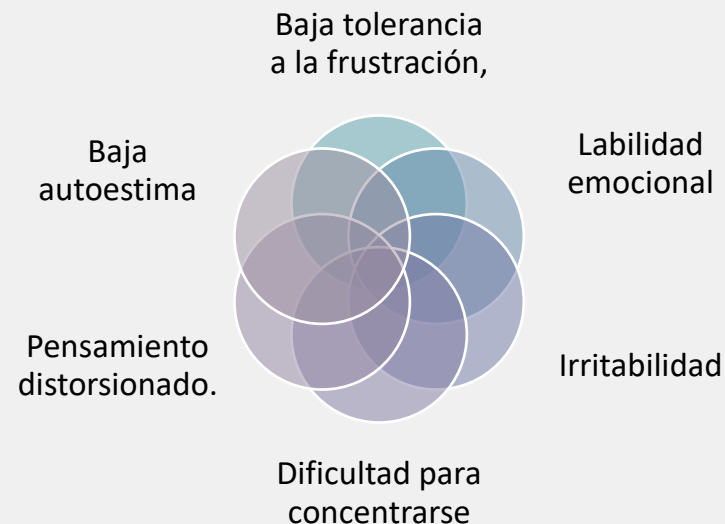 Baja tolerancia
a la frustración,
Labilidad
emocional
Irritabilidad
Dificultad para
concentrarse
Pensamiento
distorsionado.
Baja
autoestima